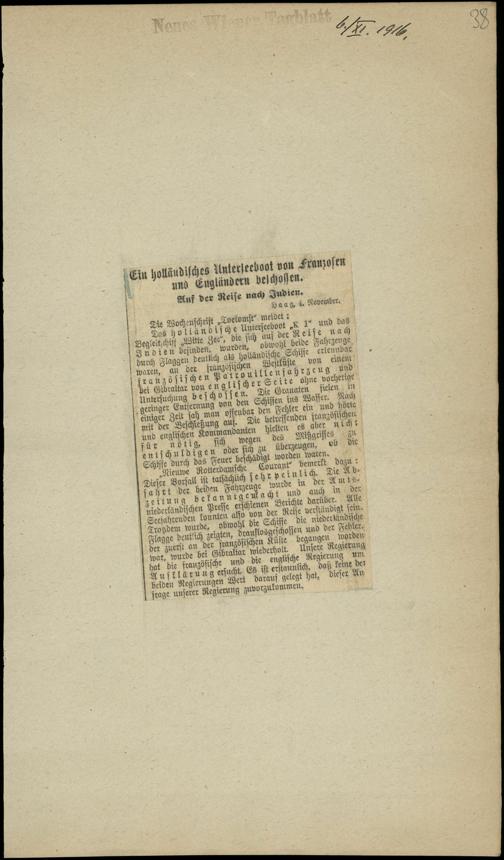 Neues Wiener Tagblatt
6/XI. 1916.
38
Ein holländisches Unterseeboot von Franzosen
und Engländern beschossen.
Auf der Reise nach Indien.
Haag, 4. November.
Die Wochenschrift „Toekomst" meldet:
Das holländische Unterseeboot „K 1" und das
Begleitschiff „Witte Zee", die sich auf der Reise nach
Indien befinden, wurden, obwohl beide Fahrzeuge
durch Flaggen deutlich als holländische Schiffe erkennbar
waren, an der französischen Westküste von einem
französischen Patrouillenfahrzeug und
bei Gibraltar von englischer Seite ohne vorherige
Untersuchung beschossen. Die Granaten fielen in
geringer Entfernung von den Schiffen ins Wasser. Nach
einiger Zeit sah man offenbar den Fehler ein und hörte
mit der Beschießung auf. Die betreffenden französischen
und englischen Kommandanten hielten es aber nicht
für nötig, sich wegen des Mißgriffes zu
entschuldigen oder sich zu überzeugen, ob die
Schiffe durch das Feuer beschädigt worden waren.
„Nieuwe Rotterdamsche Courant" bemerkt dazu:
Dieser Vorfall ist tatsächlich sehr peinlich. Die Ab-
fahrt der beiden Fahrzeuge wurde in der Amts-
zeitung bekanntgemacht und auch in der
niederländischen Presse erschienen Berichte darüber. Alle
Seefahrenden konnten also von der Reise verständigt sein.
Trotzdem wurde, obwohl die Schiffe die niederländische
Flagge deutlich zeigten, drauflosgeschossen und der Fehler,
der zuerst an der französischen Küste begangen worden
war, wurde bei Gibraltar wiederholt. Unsere Regierung
hat die französische und die englische Regierung um
Aufklärung ersucht. Es ist erstaunlich, daß keine der
beiden Regierungen Wert darauf gelegt hat, dieser An
frage unserer Regierung zuvorzukommen.